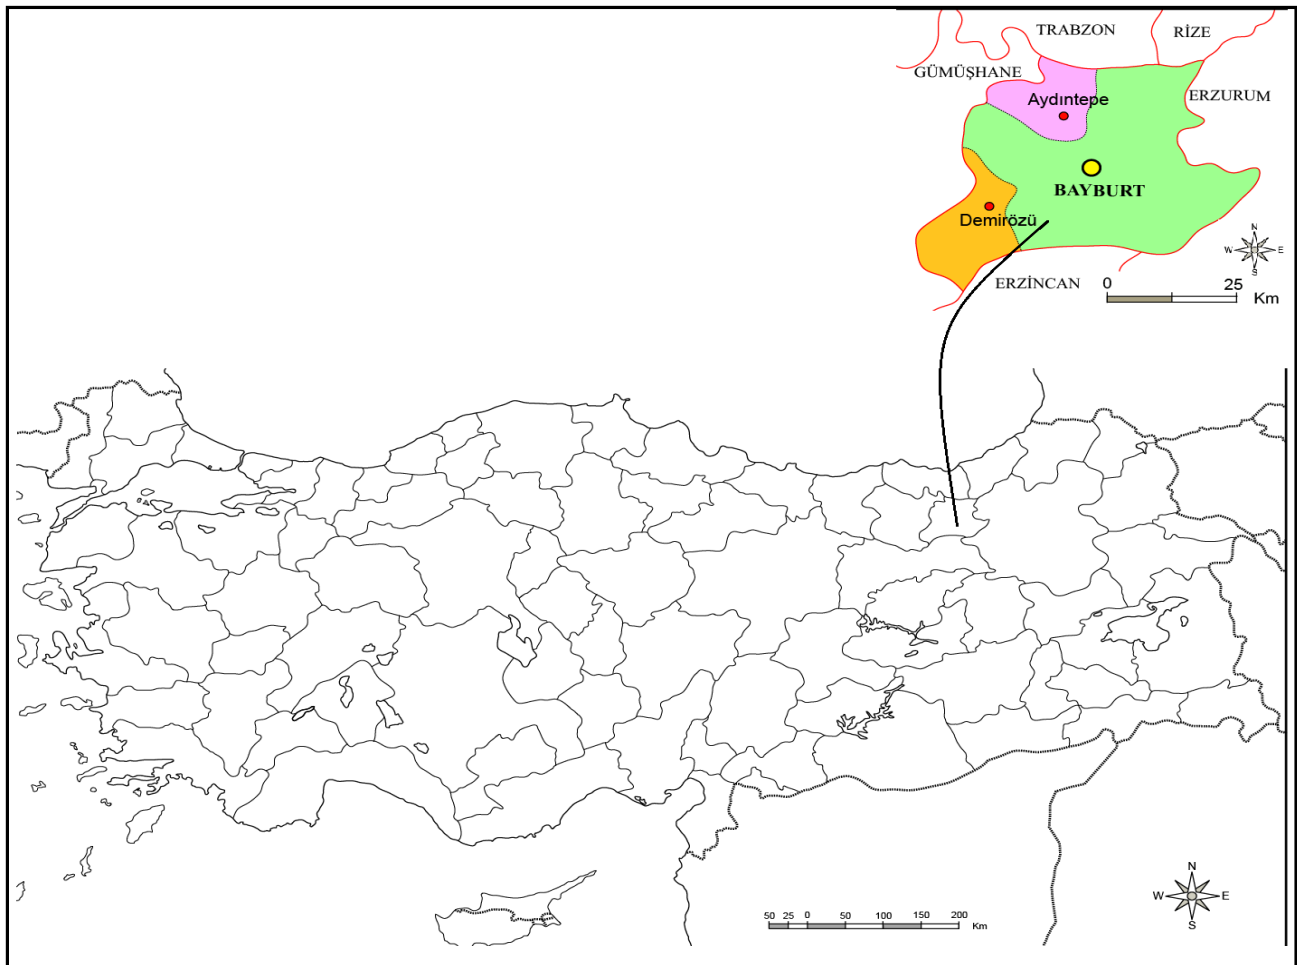 TRABZON
RİZE
GÜMÜŞHANE
ERZURUM
Aydıntepe
BAYBURT
Demirözü
N
W E
S
ERZİNCAN
0 25
Km
N
W E
S
50 25 0 50 100 150 200
Km